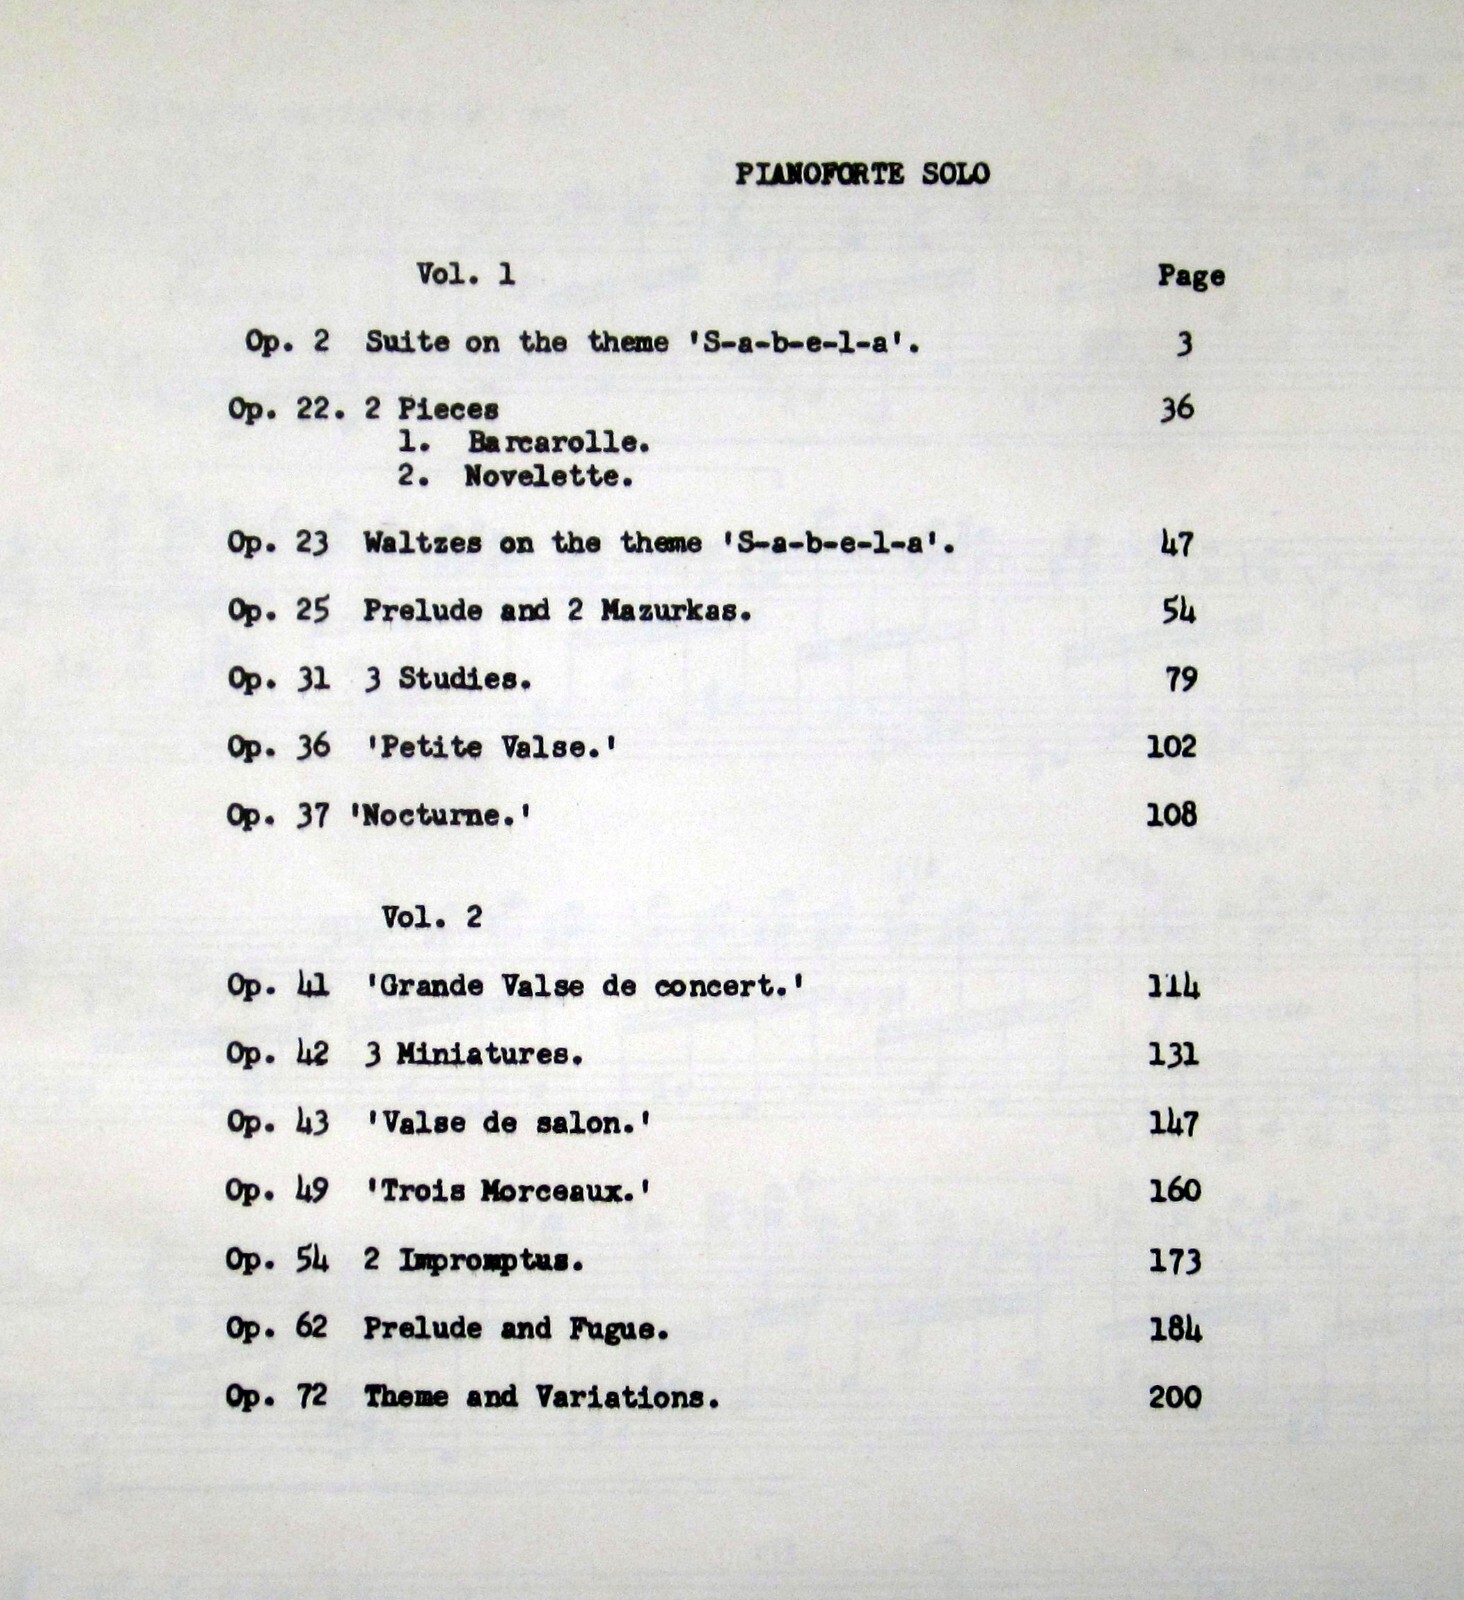 PIANOFORTE SOLO
Vol. 1 Page
Op. 2 Suite on the theme 'S-a-b-e-l-a'. 3
Op. 22. 2 Pieces 36
1. Barcarolle.
2. Novelette.
Op. 23 Waltzes on the theme 'S-a-b-e-l-a'. 47
Op. 25 Prelude and 2 Mazurkas. 54
Op. 31 3 Studies. 79
Op. 36 'Petite Valse.' 102
Op. 37 'Nocturne.' 108
Vol. 2
Op. 41 'Grande Valse de concert.' 114
Op. 42 3 Miniatures. 131
Op. 43 'Valse de salon.' 147
Op. 49 'Trois Morceaux.' 160
Op. 54 2 Impromptus. 173
Op. 62 Prelude and Fugue. 184
Op. 72 Theme and Variations. 200